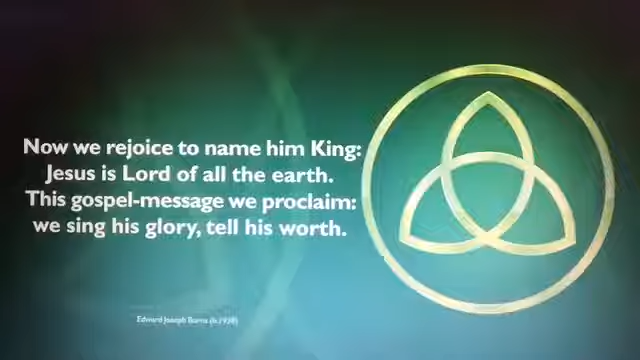 Now we rejoice to name him King:
Jesus is Lord of all the earth.
This gospel-message we proclaim:
we sing his glory, tell his worth.
Edward Joseph Burns (b.1938)